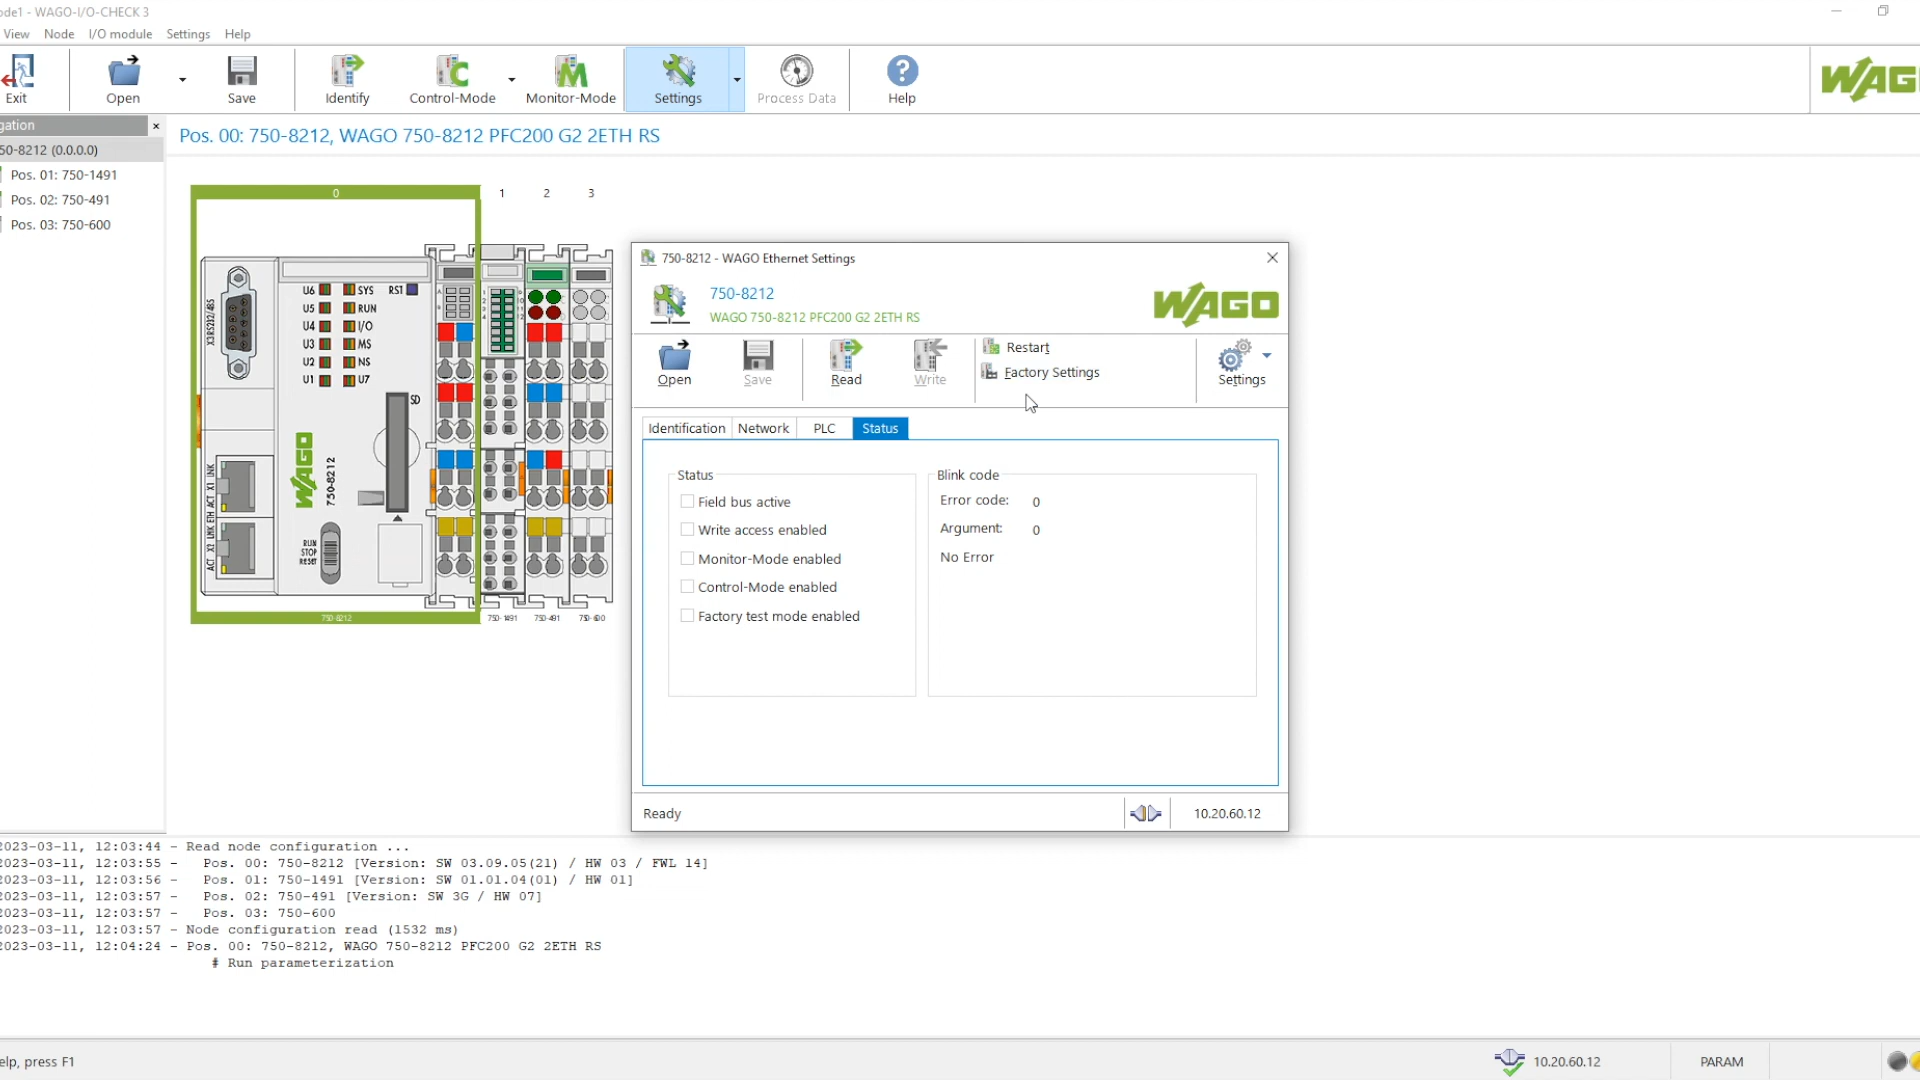 ode1 - WAGO-I/O-CHECK 3
View Node I/O module Settings Help
Exit Open Save Identify Control-Mode Monitor-Mode Settings Process Data Help
WAG
gation
50-8212 (0.0.0.0)
Pos. 01: 750-1491
Pos. 02: 750-491
Pos. 03: 750-600
Pos. 00: 750-8212, WAGO 750-8212 PFC200 G2 2ETH RS
0 1 2 3
U6 SYS RST
U5 RUN
U4 I/O
U3 MS
U2 NS
U1 U7
X3 RS232/485
SD
WAGO
750-8212
X1 LNK
ACT
ETH
X2 LNK
ACT
RUN
STOP
RESET
750-8212 750-1491 750-491 750-600
750-8212 - WAGO Ethernet Settings
750-8212
WAGO 750-8212 PFC200 G2 2ETH RS
WAGO
Open Save Read Write
Restart
Factory Settings
Settings
Identification Network PLC Status
Status
Field bus active
Write access enabled
Monitor-Mode enabled
Control-Mode enabled
Factory test mode enabled
Blink code
Error code: 0
Argument: 0
No Error
Ready
10.20.60.12
2023-03-11, 12:03:44 - Read node configuration ...
2023-03-11, 12:03:55 - Pos. 00: 750-8212 [Version: SW 03.09.05(21) / HW 03 / FWL 14]
2023-03-11, 12:03:56 - Pos. 01: 750-1491 [Version: SW 01.01.04(01) / HW 01]
2023-03-11, 12:03:57 - Pos. 02: 750-491 [Version: SW 3G / HW 07]
2023-03-11, 12:03:57 - Pos. 03: 750-600
2023-03-11, 12:03:57 - Node configuration read (1532 ms)
2023-03-11, 12:04:24 - Pos. 00: 750-8212, WAGO 750-8212 PFC200 G2 2ETH RS
# Run parameterization
elp, press F1
10.20.60.12
PARAM